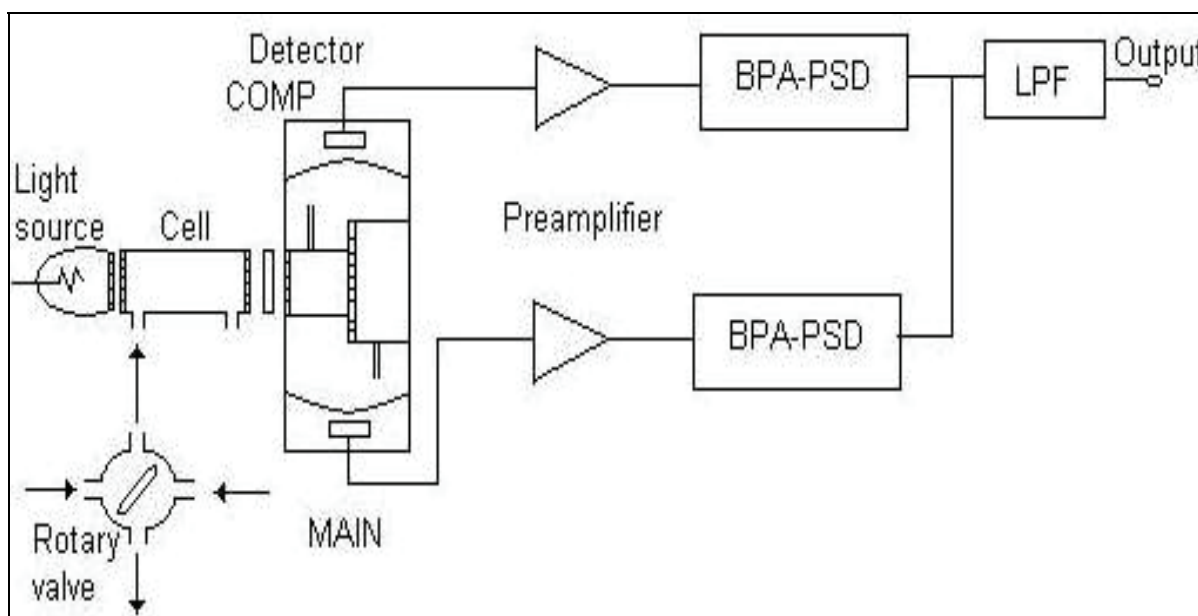 Detector
COMP
BPA-PSD
LPF
Output
Light
source
Cell
Preamplifier
BPA-PSD
MAIN
Rotary
valve